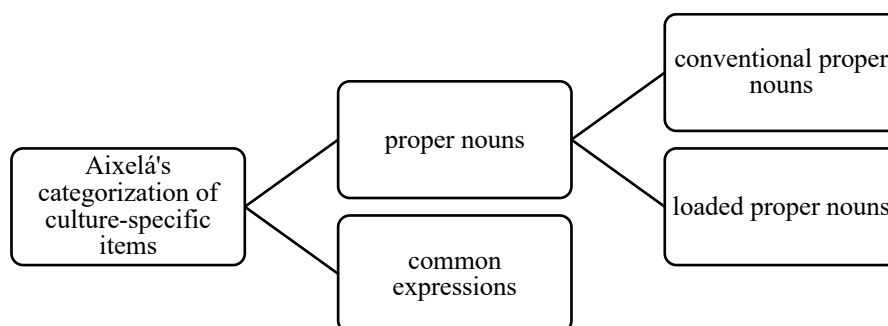 Aixelá's
categorization of
culture-specific
items
proper nouns
common
expressions
conventional proper
nouns
loaded proper nouns